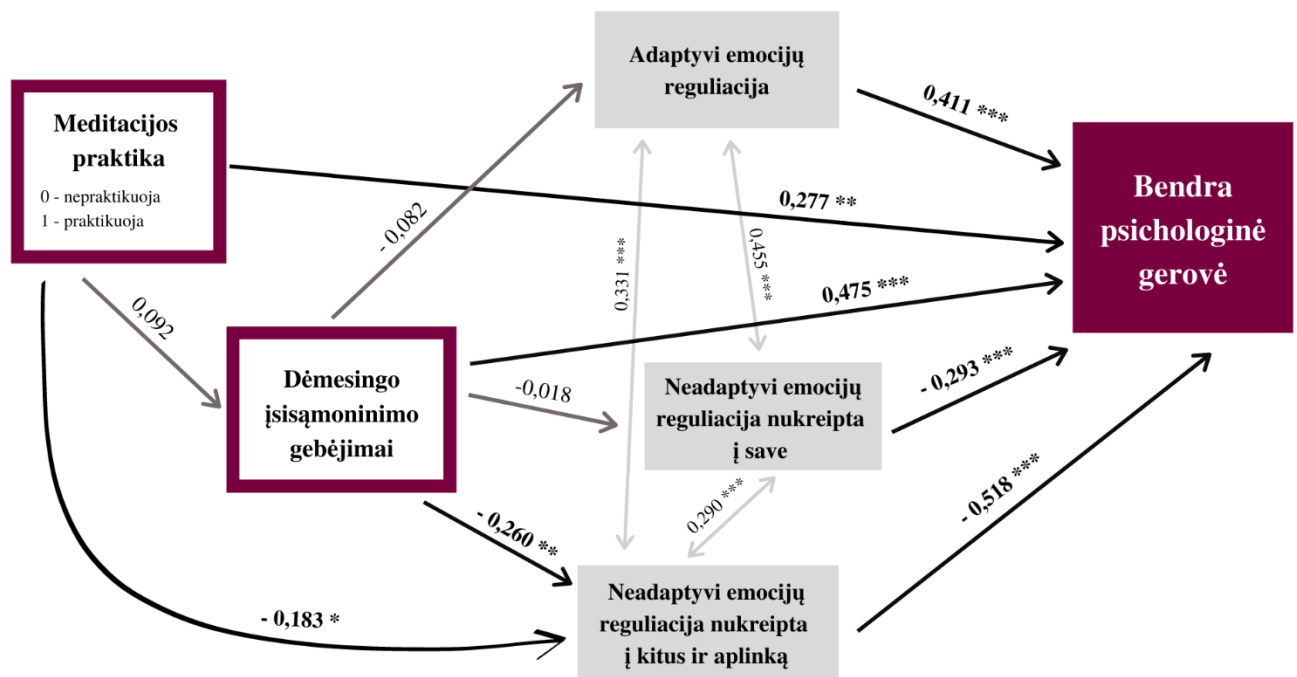 Adaptyvi emocijų
reguliacija
0,411 ***
Meditacijos
praktika
0 - nepraktikuoja
1 - praktikuoja
Bendra
psichologinė
gerovė
0,277 **
- 0,082
0,331 ***
0,455 ***
0,475 ***
0,092
Dėmesingo
įsisąmoninimo
gebėjimai
-0,018
Neadaptyvi emocijų
reguliacija nukreipta
į save
- 0,293 ***
- 0,260 **
0,290 ***
- 0,518 ***
- 0,183 *
Neadaptyvi emocijų
reguliacija nukreipta
į kitus ir aplinką